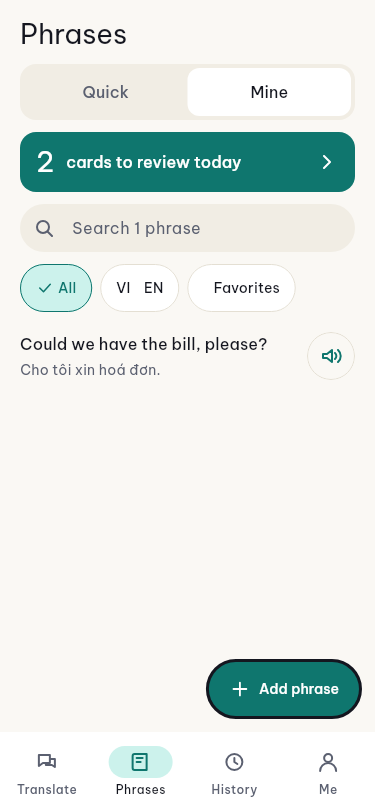 Phrases
Quick
Mine
2 cards to review today
Search 1 phrase
All
VI EN
Favorites
Could we have the bill, please?
Cho tôi xin hoá đơn.
Add phrase
Translate
Phrases
History
Me